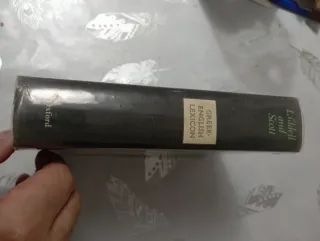 Liddell
and
Scott
GREEK-
ENGLISH
LEXICON
Oxford